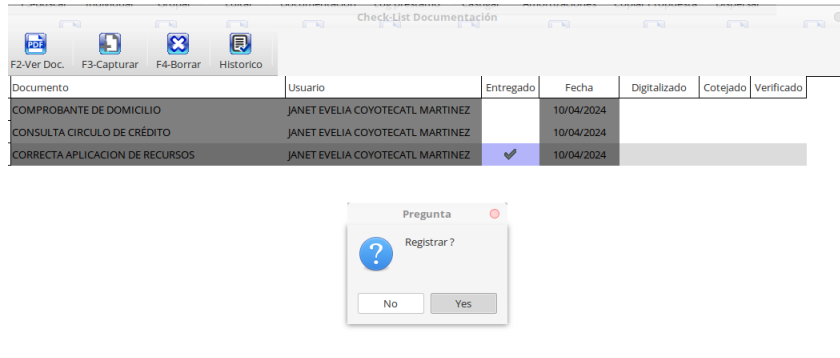 Check-List Documentación
PDF
F2-Ver Doc. F3-Capturar F4-Borrar Historico
Documento Usuario Entregado Fecha Digitalizado Cotejado Verificado
COMPROBANTE DE DOMICILIO JANET EVELIA COYOTECATL MARTINEZ 10/04/2024
CONSULTA CIRCULO DE CRÉDITO JANET EVELIA COYOTECATL MARTINEZ 10/04/2024
CORRECTA APLICACION DE RECURSOS JANET EVELIA COYOTECATL MARTINEZ 10/04/2024
Pregunta
Registrar ?
No Yes